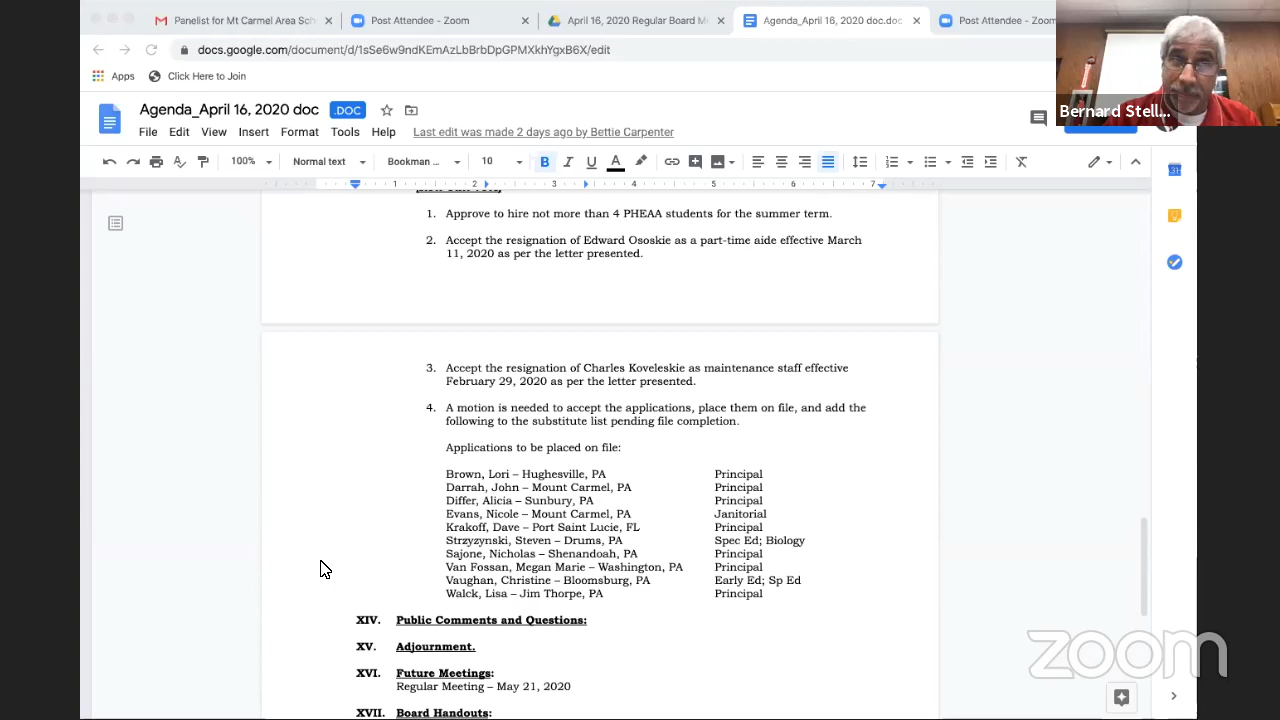 Panelist for Mt Carmel Area Sch
Post Attendee - Zoom
April 16, 2020 Regular Board M
Agenda_April 16, 2020 doc.doc
Post Attendee - Zoom
docs.google.com/document/d/1sSe6w9ndKEmAzLbBrbDpGPMXkhYgxB6X/edit
Apps Click Here to Join
Bernard Stell...
Agenda_April 16, 2020 doc .DOC
File Edit View Insert Format Tools Help Last edit was made 2 days ago by Bettie Carpenter
100% Normal text Bookman ... 10 B I U A
1 2 3 4 5 6 7
1. Approve to hire not more than 4 PHEAA students for the summer term.
2. Accept the resignation of Edward Ososkie as a part-time aide effective March
11, 2020 as per the letter presented.
3. Accept the resignation of Charles Koveleskie as maintenance staff effective
February 29, 2020 as per the letter presented.
4. A motion is needed to accept the applications, place them on file, and add the
following to the substitute list pending file completion.
Applications to be placed on file:
Brown, Lori – Hughesville, PA Principal
Darrah, John – Mount Carmel, PA Principal
Differ, Alicia – Sunbury, PA Principal
Evans, Nicole – Mount Carmel, PA Janitorial
Krakoff, Dave – Port Saint Lucie, FL Principal
Strzyzynski, Steven – Drums, PA Spec Ed; Biology
Sajone, Nicholas – Shenandoah, PA Principal
Van Fossan, Megan Marie – Washington, PA Principal
Vaughan, Christine – Bloomsburg, PA Early Ed; Sp Ed
Walck, Lisa – Jim Thorpe, PA Principal
XIV. Public Comments and Questions:
XV. Adjournment.
XVI. Future Meetings:
Regular Meeting – May 21, 2020
XVII. Board Handouts:
zoom